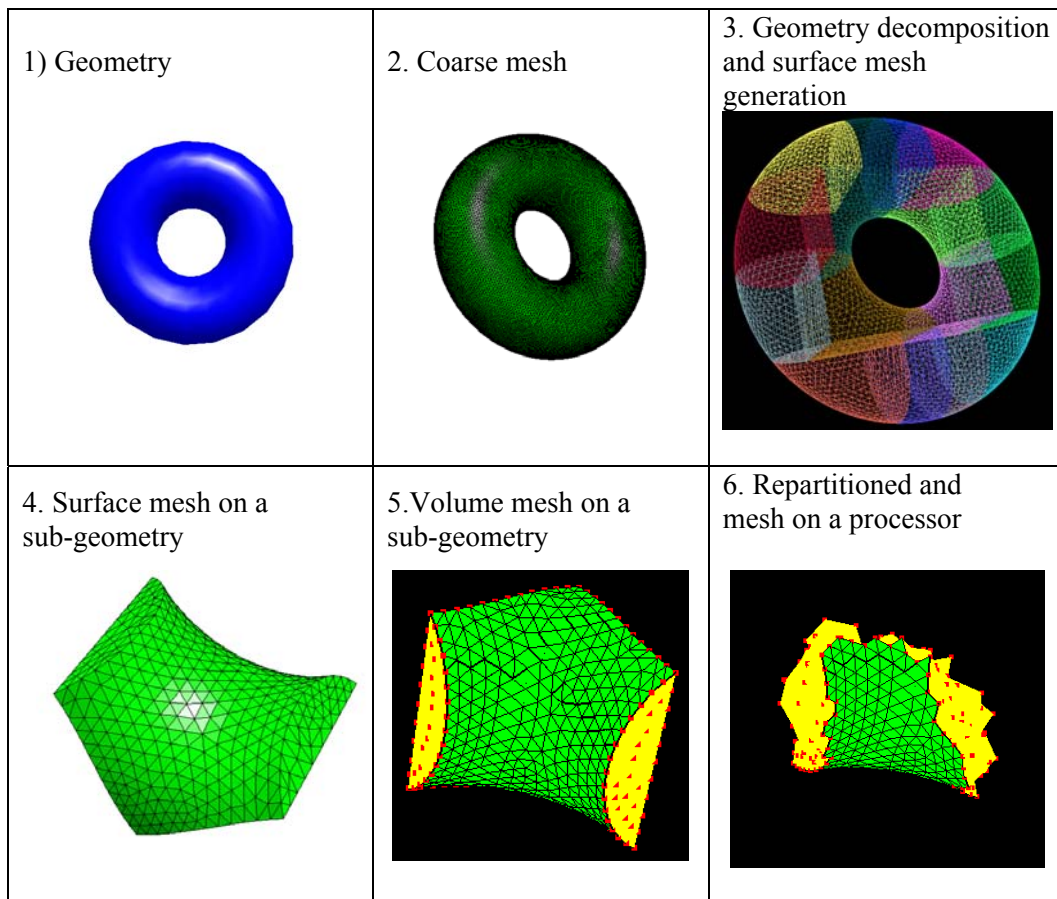 1) Geometry
2. Coarse mesh
3. Geometry decomposition
and surface mesh
generation
4. Surface mesh on a
sub-geometry
5.Volume mesh on a
sub-geometry
6. Repartitioned and
mesh on a processor